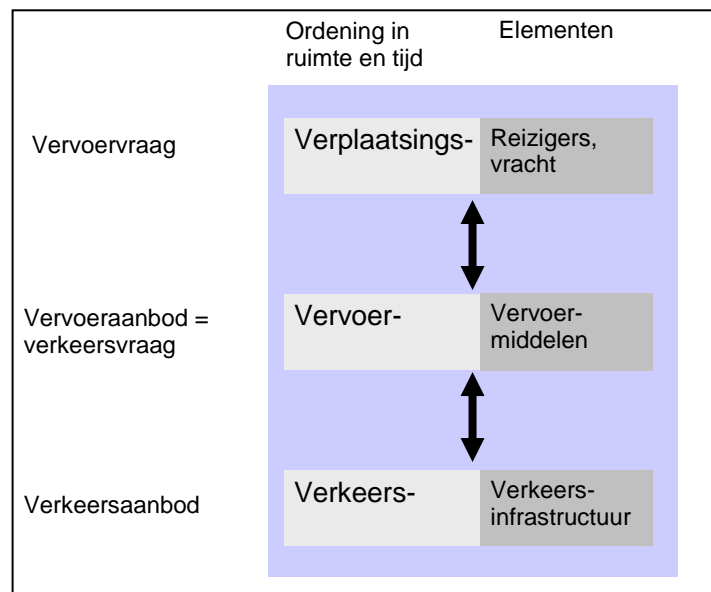 Ordening in
ruimte en tijd
Elementen
Vervoervraag
Verplaatsings-
Reizigers,
vracht
Vervoeraanbod =
verkeersvraag
Vervoer-
Vervoer-
middelen
Verkeersaanbod
Verkeers-
Verkeers-
infrastructuur